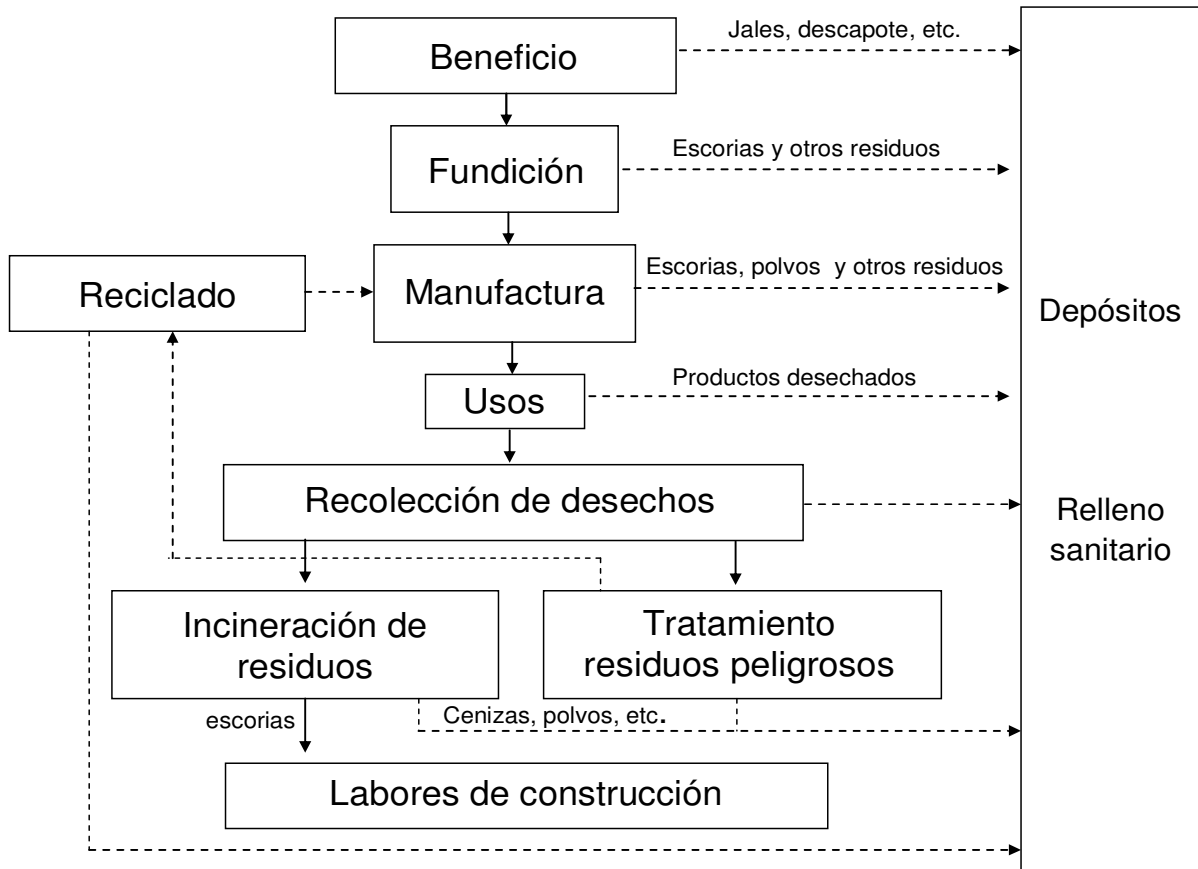 Jales, descapote, etc.
Beneficio
Escorias y otros residuos
Fundición
Escorias, polvos y otros residuos
Reciclado
Manufactura
Depósitos
Productos desechados
Usos
Recolección de desechos
Relleno
sanitario
Incineración de
residuos
Tratamiento
residuos peligrosos
escorias
Cenizas, polvos, etc.
Labores de construcción